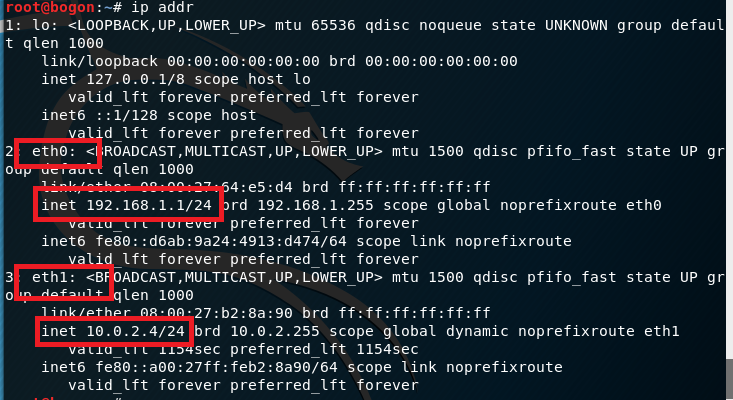 root@bogon:~# ip addr
1: lo: <LOOPBACK,UP,LOWER_UP> mtu 65536 qdisc noqueue state UNKNOWN group defaul
t qlen 1000
    link/loopback 00:00:00:00:00:00 brd 00:00:00:00:00:00
    inet 127.0.0.1/8 scope host lo
       valid_lft forever preferred_lft forever
    inet6 ::1/128 scope host
       valid_lft forever preferred_lft forever
2: eth0: <BROADCAST,MULTICAST,UP,LOWER_UP> mtu 1500 qdisc pfifo_fast state UP gr
oup default qlen 1000
    link/ether 08:00:27:64:e5:d4 brd ff:ff:ff:ff:ff:ff
    inet 192.168.1.1/24 brd 192.168.1.255 scope global noprefixroute eth0
       valid_lft forever preferred_lft forever
    inet6 fe80::d6ab:9a24:4913:d474/64 scope link noprefixroute
       valid_lft forever preferred_lft forever
3: eth1: <BROADCAST,MULTICAST,UP,LOWER_UP> mtu 1500 qdisc pfifo_fast state UP gr
oup default qlen 1000
    link/ether 08:00:27:b2:8a:90 brd ff:ff:ff:ff:ff:ff
    inet 10.0.2.4/24 brd 10.0.2.255 scope global dynamic noprefixroute eth1
       valid_lft 1154sec preferred_lft 1154sec
    inet6 fe80::a00:27ff:feb2:8a90/64 scope link noprefixroute
       valid_lft forever preferred_lft forever